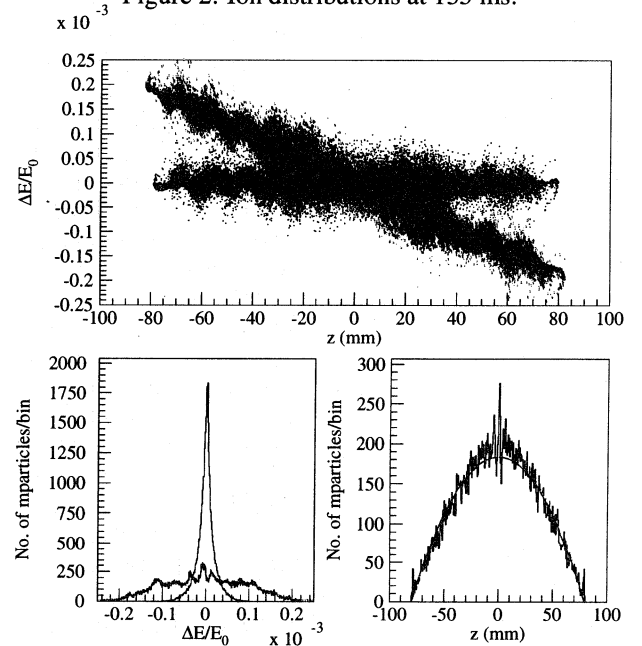 Figure 2: Ion distributions at 155 ms.
x 10 -3
0.25
0.2
0.15
0.1
0.05
0
-0.05
-0.1
-0.15
-0.2
-0.25
ΔE/E0
-100 -80 -60 -40 -20 0 20 40 60 80 100
z (mm)
2000
1750
1500
1250
1000
750
500
250
0
No. of mparticles/bin
-0.2 -0.1 0 0.1 0.2
ΔE/E0 x 10 -3
300
250
200
150
100
50
0
No. of mparticles/bin
-100 -50 0 50 100
z (mm)